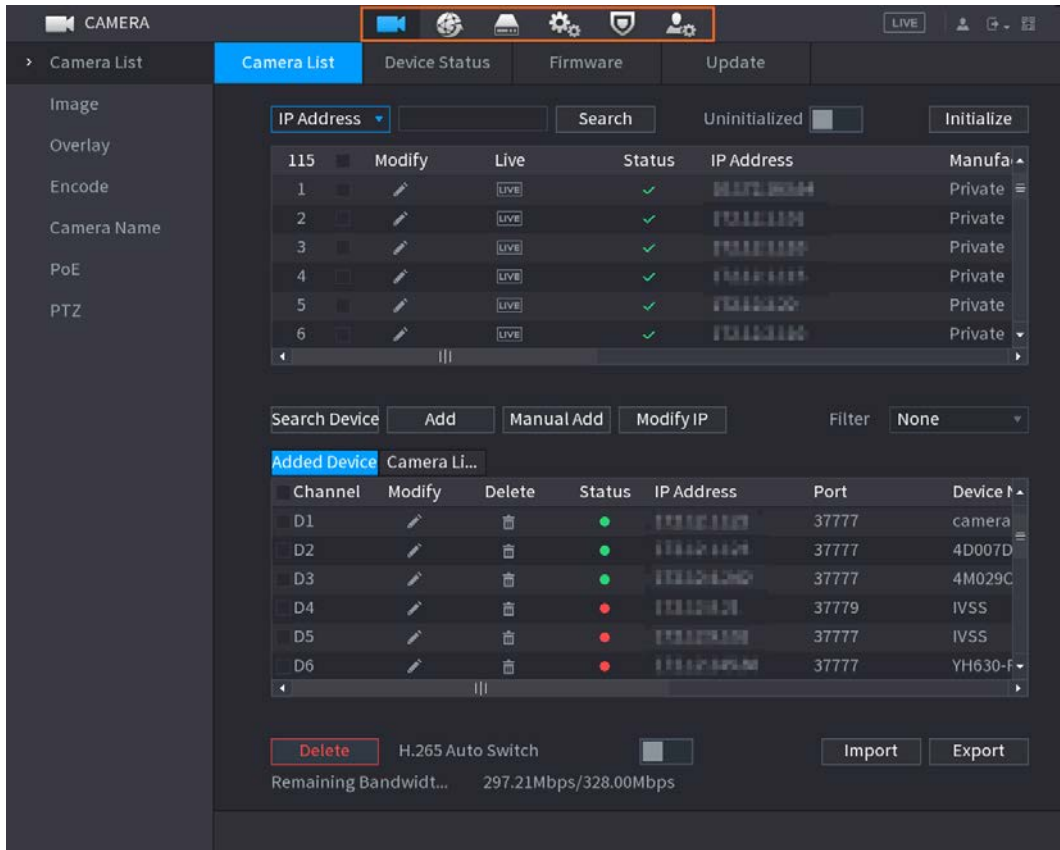 CAMERA LIVE
Camera List Camera List Device Status Firmware Update
Image
Overlay
Encode
Camera Name
PoE
PTZ
IP Address Search Uninitialized Initialize
115 Modify Live Status IP Address Manufa
1 LIVE Private
2 LIVE Private
3 LIVE Private
4 LIVE Private
5 LIVE Private
6 LIVE Private
Search Device Add Manual Add Modify IP Filter None
Added Device Camera Li...
Channel Modify Delete Status IP Address Port Device N
D1 37777 camera
D2 37777 4D007D
D3 37777 4M029C
D4 37779 IVSS
D5 37777 IVSS
D6 37777 YH630-F
Delete H.265 Auto Switch Import Export
Remaining Bandwidt... 297.21Mbps/328.00Mbps